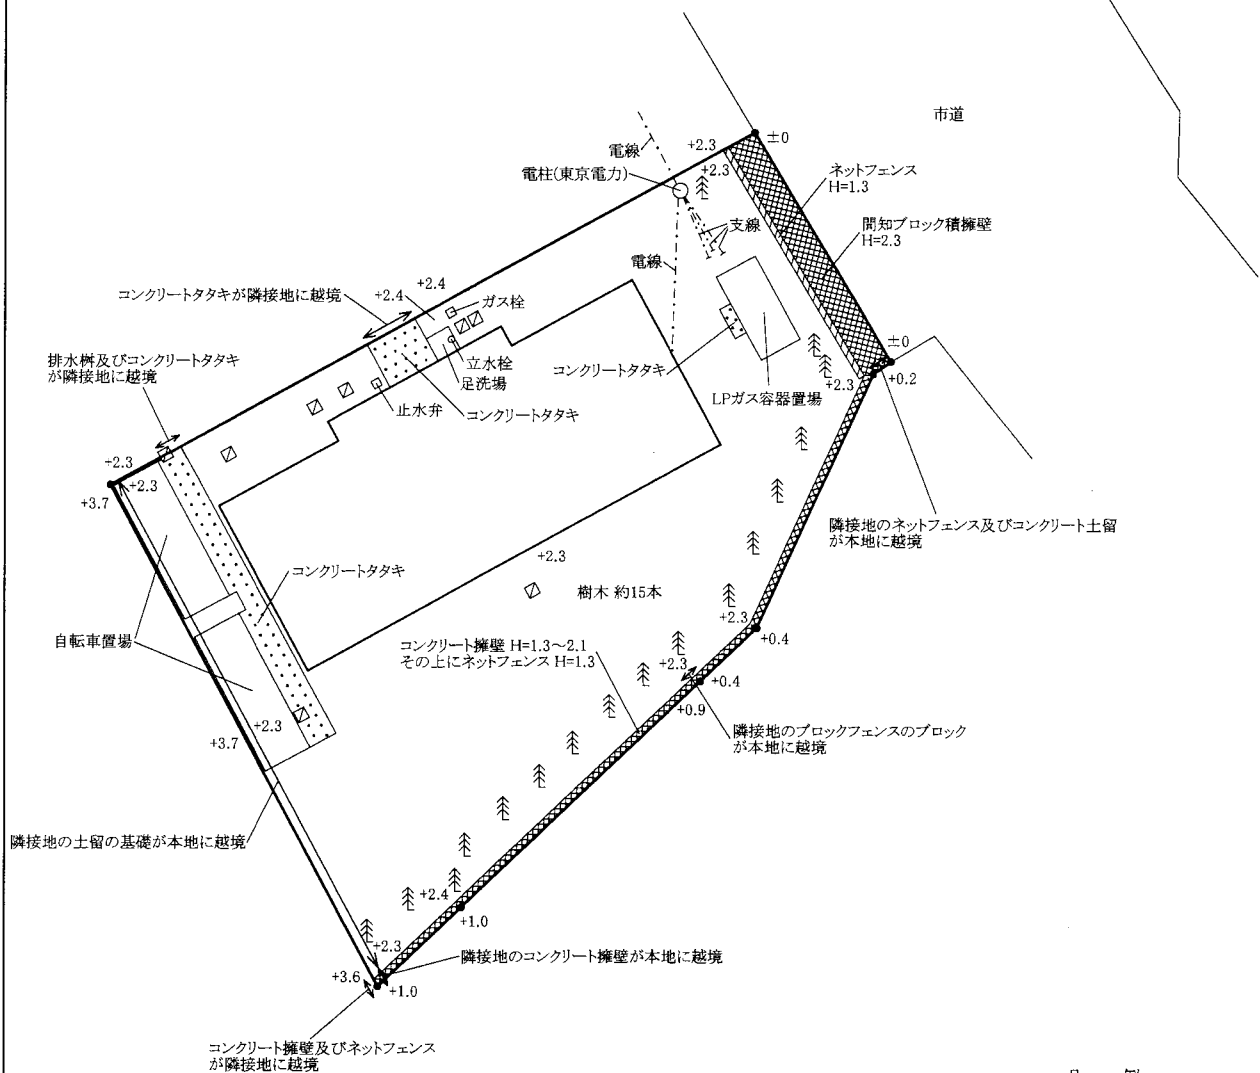 市道
±0
+2.3
+2.3
電線
電柱(東京電力)
ネットフェンス
H=1.3
間知ブロック積擁壁
H=2.3
支線
電線
+2.4
+2.4
コンクリートタタキが隣接地に越境
ガス栓
立水栓
足洗場
止水弁
コンクリートタタキ
コンクリートタタキ
LPガス容器置場
±0
+2.3
+0.2
排水桝及びコンクリートタタキ
が隣接地に越境
+2.3
+2.3
+3.7
隣接地のネットフェンス及びコンクリート土留
が本地に越境
+2.3
樹木 約15本
コンクリートタタキ
自転車置場
+2.3
+0.4
コンクリート擁壁 H=1.3～2.1
その上にネットフェンス H=1.3
+2.3
+0.4
+0.9
隣接地のブロックフェンスのブロック
が本地に越境
+2.3
+3.7
隣接地の土留の基礎が本地に越境
+2.4
+1.0
+2.3
隣接地のコンクリート擁壁が本地に越境
+3.6
+1.0
コンクリート擁壁及びネットフェンス
が隣接地に越境